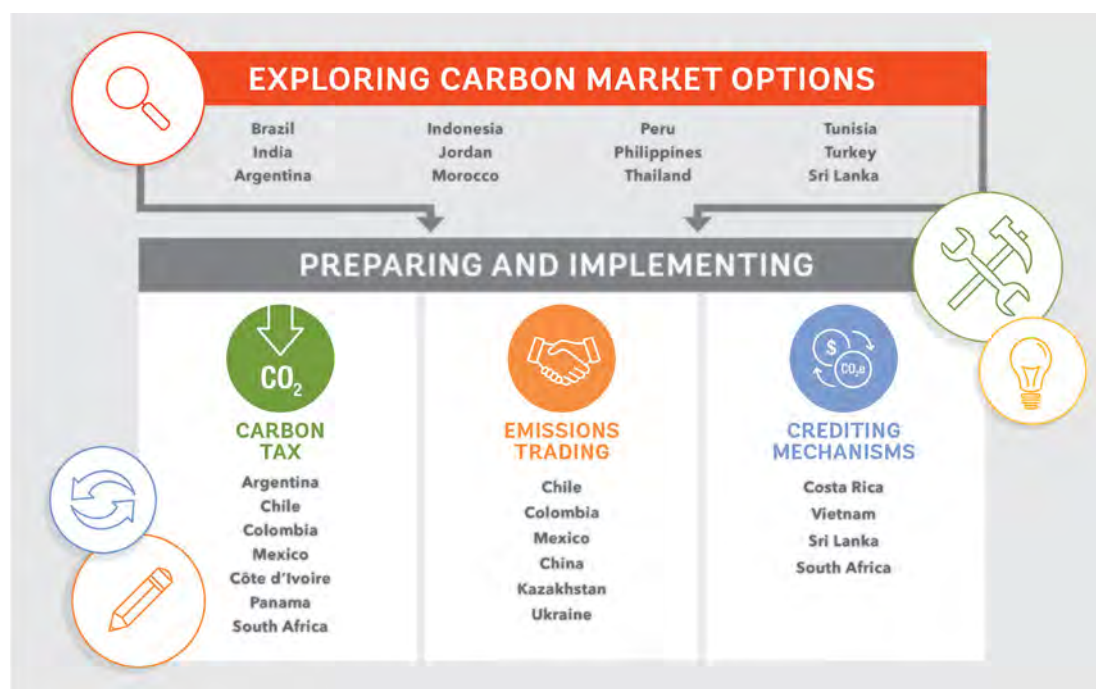 EXPLORING CARBON MARKET OPTIONS
Brazil
India
Argentina
Indonesia
Jordan
Morocco
Peru
Philippines
Thailand
Tunisia
Turkey
Sri Lanka
PREPARING AND IMPLEMENTING
CO₂
CARBON
TAX
Argentina
Chile
Colombia
Mexico
Côte d'Ivoire
Panama
South Africa
EMISSIONS
TRADING
Chile
Colombia
Mexico
China
Kazakhstan
Ukraine
$
CO₂e
CREDITING
MECHANISMS
Costa Rica
Vietnam
Sri Lanka
South Africa